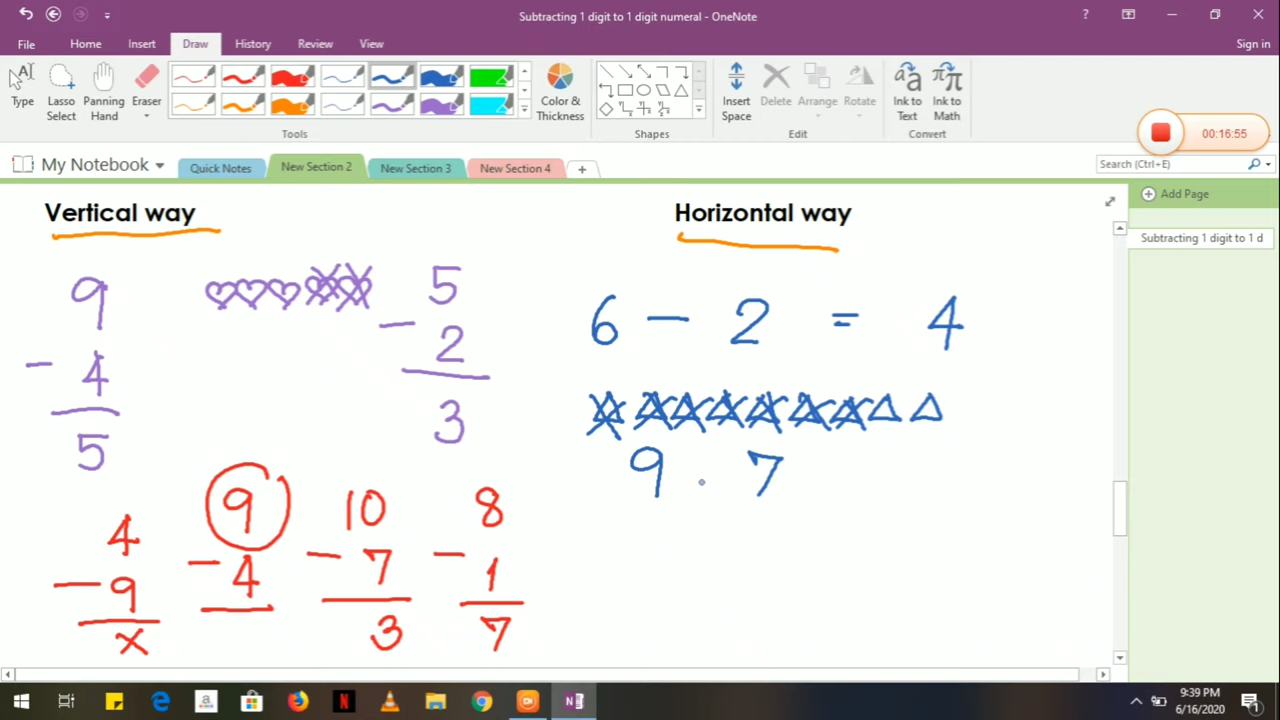 Subtracting 1 digit to 1 digit numeral - OneNote
File Home Insert Draw History Review View Sign in
Type Lasso Select Panning Hand Eraser Color & Thickness Insert Space Delete Arrange Rotate Ink to Text Ink to Math
Tools Shapes Edit Convert
00:16:55
My Notebook Quick Notes New Section 2 New Section 3 New Section 4 Search (Ctrl+E)
Add Page
Subtracting 1 digit to 1 d
Vertical way
9
- 4
5
5
- 2
3
4
- 9
x
9
- 4
10
- 7
3
8
- 1
7
Horizontal way
6 - 2 = 4
9 7
9:39 PM
6/16/2020